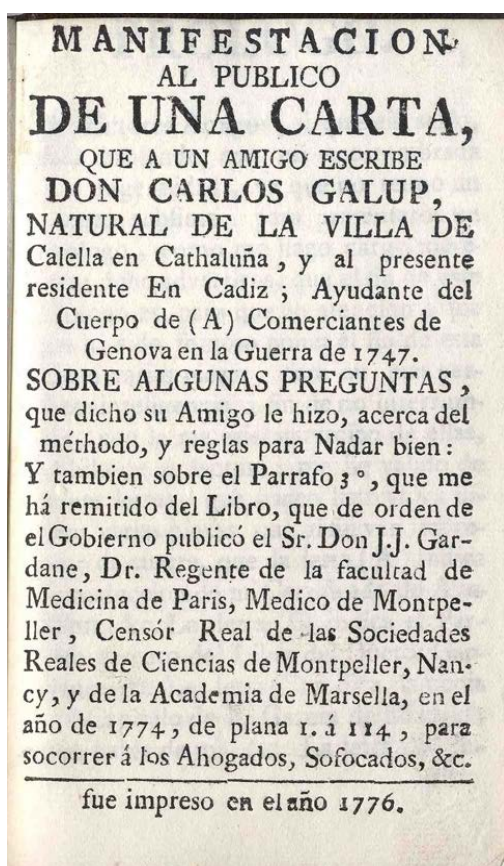 MANIFESTACION
AL PUBLICO
DE UNA CARTA,
QUE A UN AMIGO ESCRIBE
DON CARLOS GALUP,
NATURAL DE LA VILLA DE
Calella en Cathaluña, y al presente
residente En Cadiz; Ayudante del
Cuerpo de (A) Comerciantes de
Genova en la Guerra de 1747.
SOBRE ALGUNAS PREGUNTAS,
que dicho su Amigo le hizo, acerca del
méthodo, y reglas para Nadar bien:
Y tambien sobre el Parrafo 3°, que me
há remitido del Libro, que de orden de
el Gobierno publicó el Sr. Don J.J. Gar-
dane, Dr. Regente de la facultad de
Medicina de Paris, Medico de Montpe-
ller, Censór Real de las Sociedades
Reales de Ciencias de Montpeller, Nan-
cy, y de la Academia de Marsella, en el
año de 1774, de plana 1. á 114, para
socorrer á los Ahogados, Sofocados, &c.
fue impreso en el año 1776.